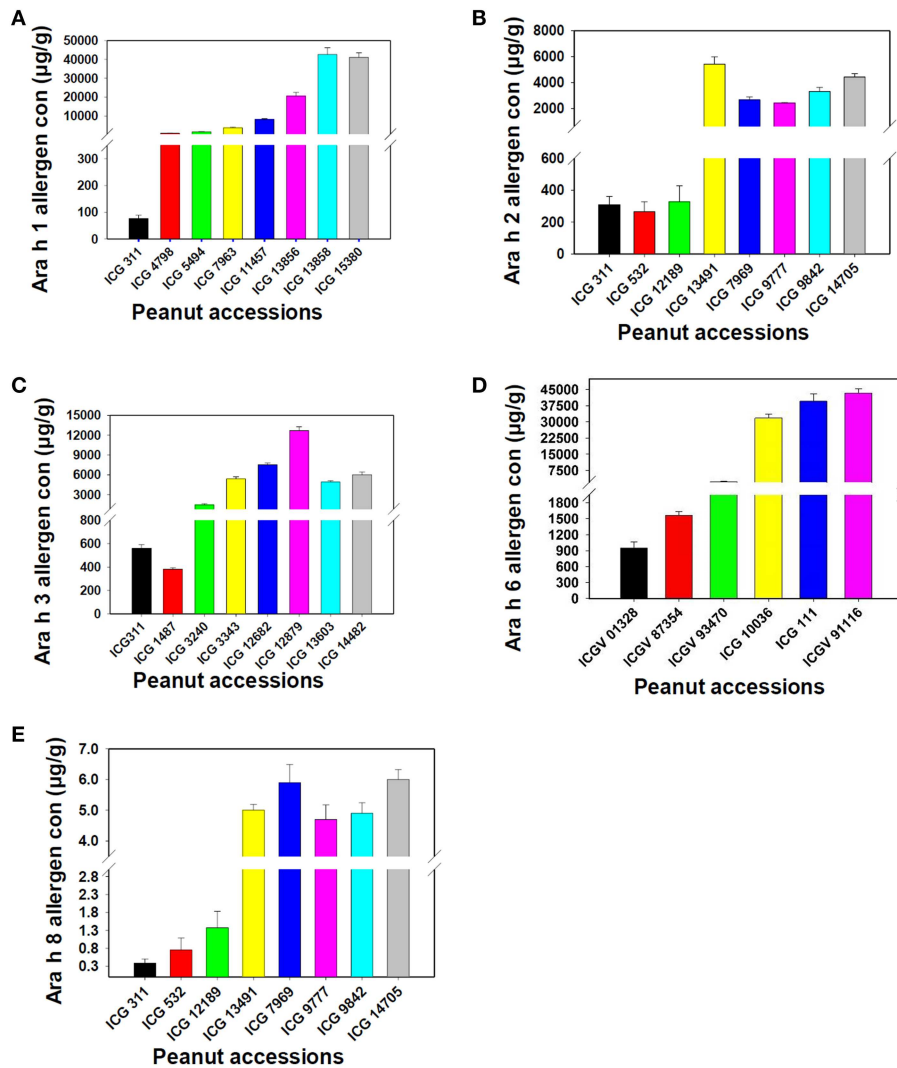 A
Ara h 1 allergen con (µg/g)
50000
40000
30000
20000
10000
300
200
100
0
ICG 311
ICG 4798
ICG 5494
ICG 7963
ICG 11457
ICG 13856
ICG 13858
ICG 15380
Peanut accessions
B
Ara h 2 allergen con (µg/g)
8000
6000
4000
2000
600
400
200
0
ICG 311
ICG 532
ICG 12189
ICG 13491
ICG 7969
ICG 9777
ICG 9842
ICG 14705
Peanut accessions
C
Ara h 3 allergen con (µg/g)
15000
12000
9000
6000
3000
800
600
400
200
0
ICG311
ICG 1487
ICG 3240
ICG 3343
ICG 12682
ICG 12879
ICG 13603
ICG 14482
Peanut accessions
D
Ara h 6 allergen con (µg/g)
45000
37500
30000
22500
15000
7500
1800
1500
1200
900
600
300
0
ICGV 01328
ICGV 87354
ICGV 93470
ICG 10036
ICG 111
ICGV 91116
Peanut accessions
E
Ara h 8 allergen con (µg/g)
7.0
6.0
5.0
4.0
2.8
2.3
1.8
1.3
0.8
0.3
ICG 311
ICG 532
ICG 12189
ICG 13491
ICG 7969
ICG 9777
ICG 9842
ICG 14705
Peanut accessions